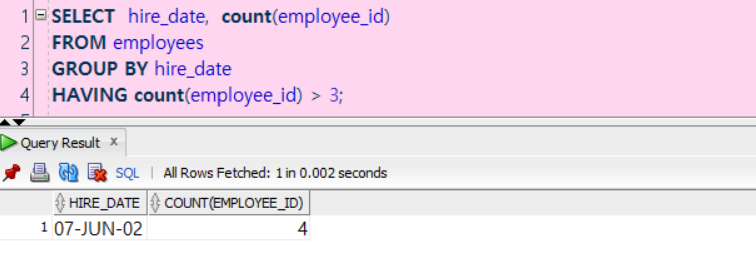 1 SELECT hire_date, count(employee_id)
2 FROM employees
3 GROUP BY hire_date
4 HAVING count(employee_id) > 3;
Query Result x
SQL | All Rows Fetched: 1 in 0.002 seconds
HIRE_DATE COUNT(EMPLOYEE_ID)
1 07-JUN-02 4